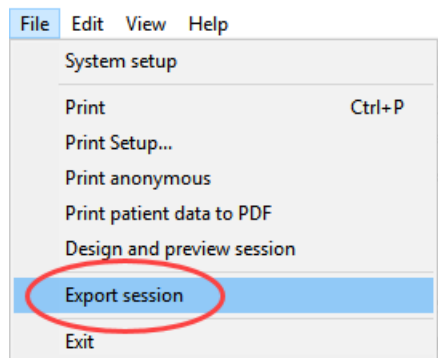 File Edit View Help
System setup
Print Ctrl+P
Print Setup...
Print anonymous
Print patient data to PDF
Design and preview session
Export session
Exit